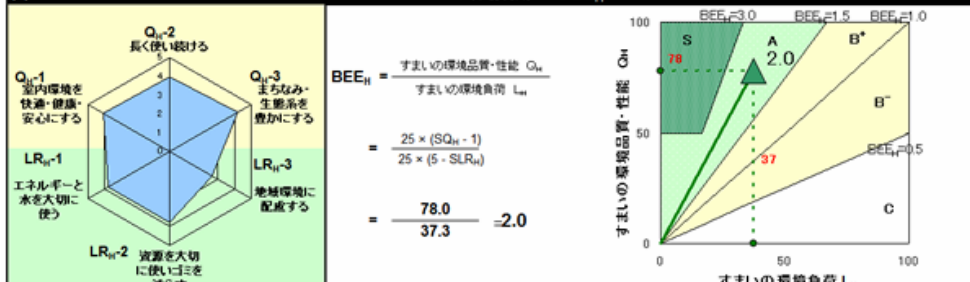 QH-2
長く使い続ける
5
4
3
2
1
0
QH-1
室内環境を
快適・健康・
安心にする
QH-3
まちなみ・
生態系を
豊かにする
LRH-1
エネルギーと
水を大切に
使う
LRH-3
地域環境に
配慮する
LRH-2
資源を大切
に使いゴミを
BEEH = すまいの環境品質・性能 QH
すまいの環境負荷 LH
= 25 × (SQH - 1)
25 × (5 - SLRH)
= 78.0
37.3
=2.0
BEEH=3.0
BEEH=1.5
BEEH=1.0
100
S
A
B+
2.0
78
B-
50
BEEH=0.5
37
C
0
すまいの環境品質・性能 QH
0
50
100
すまいの環境負荷 L